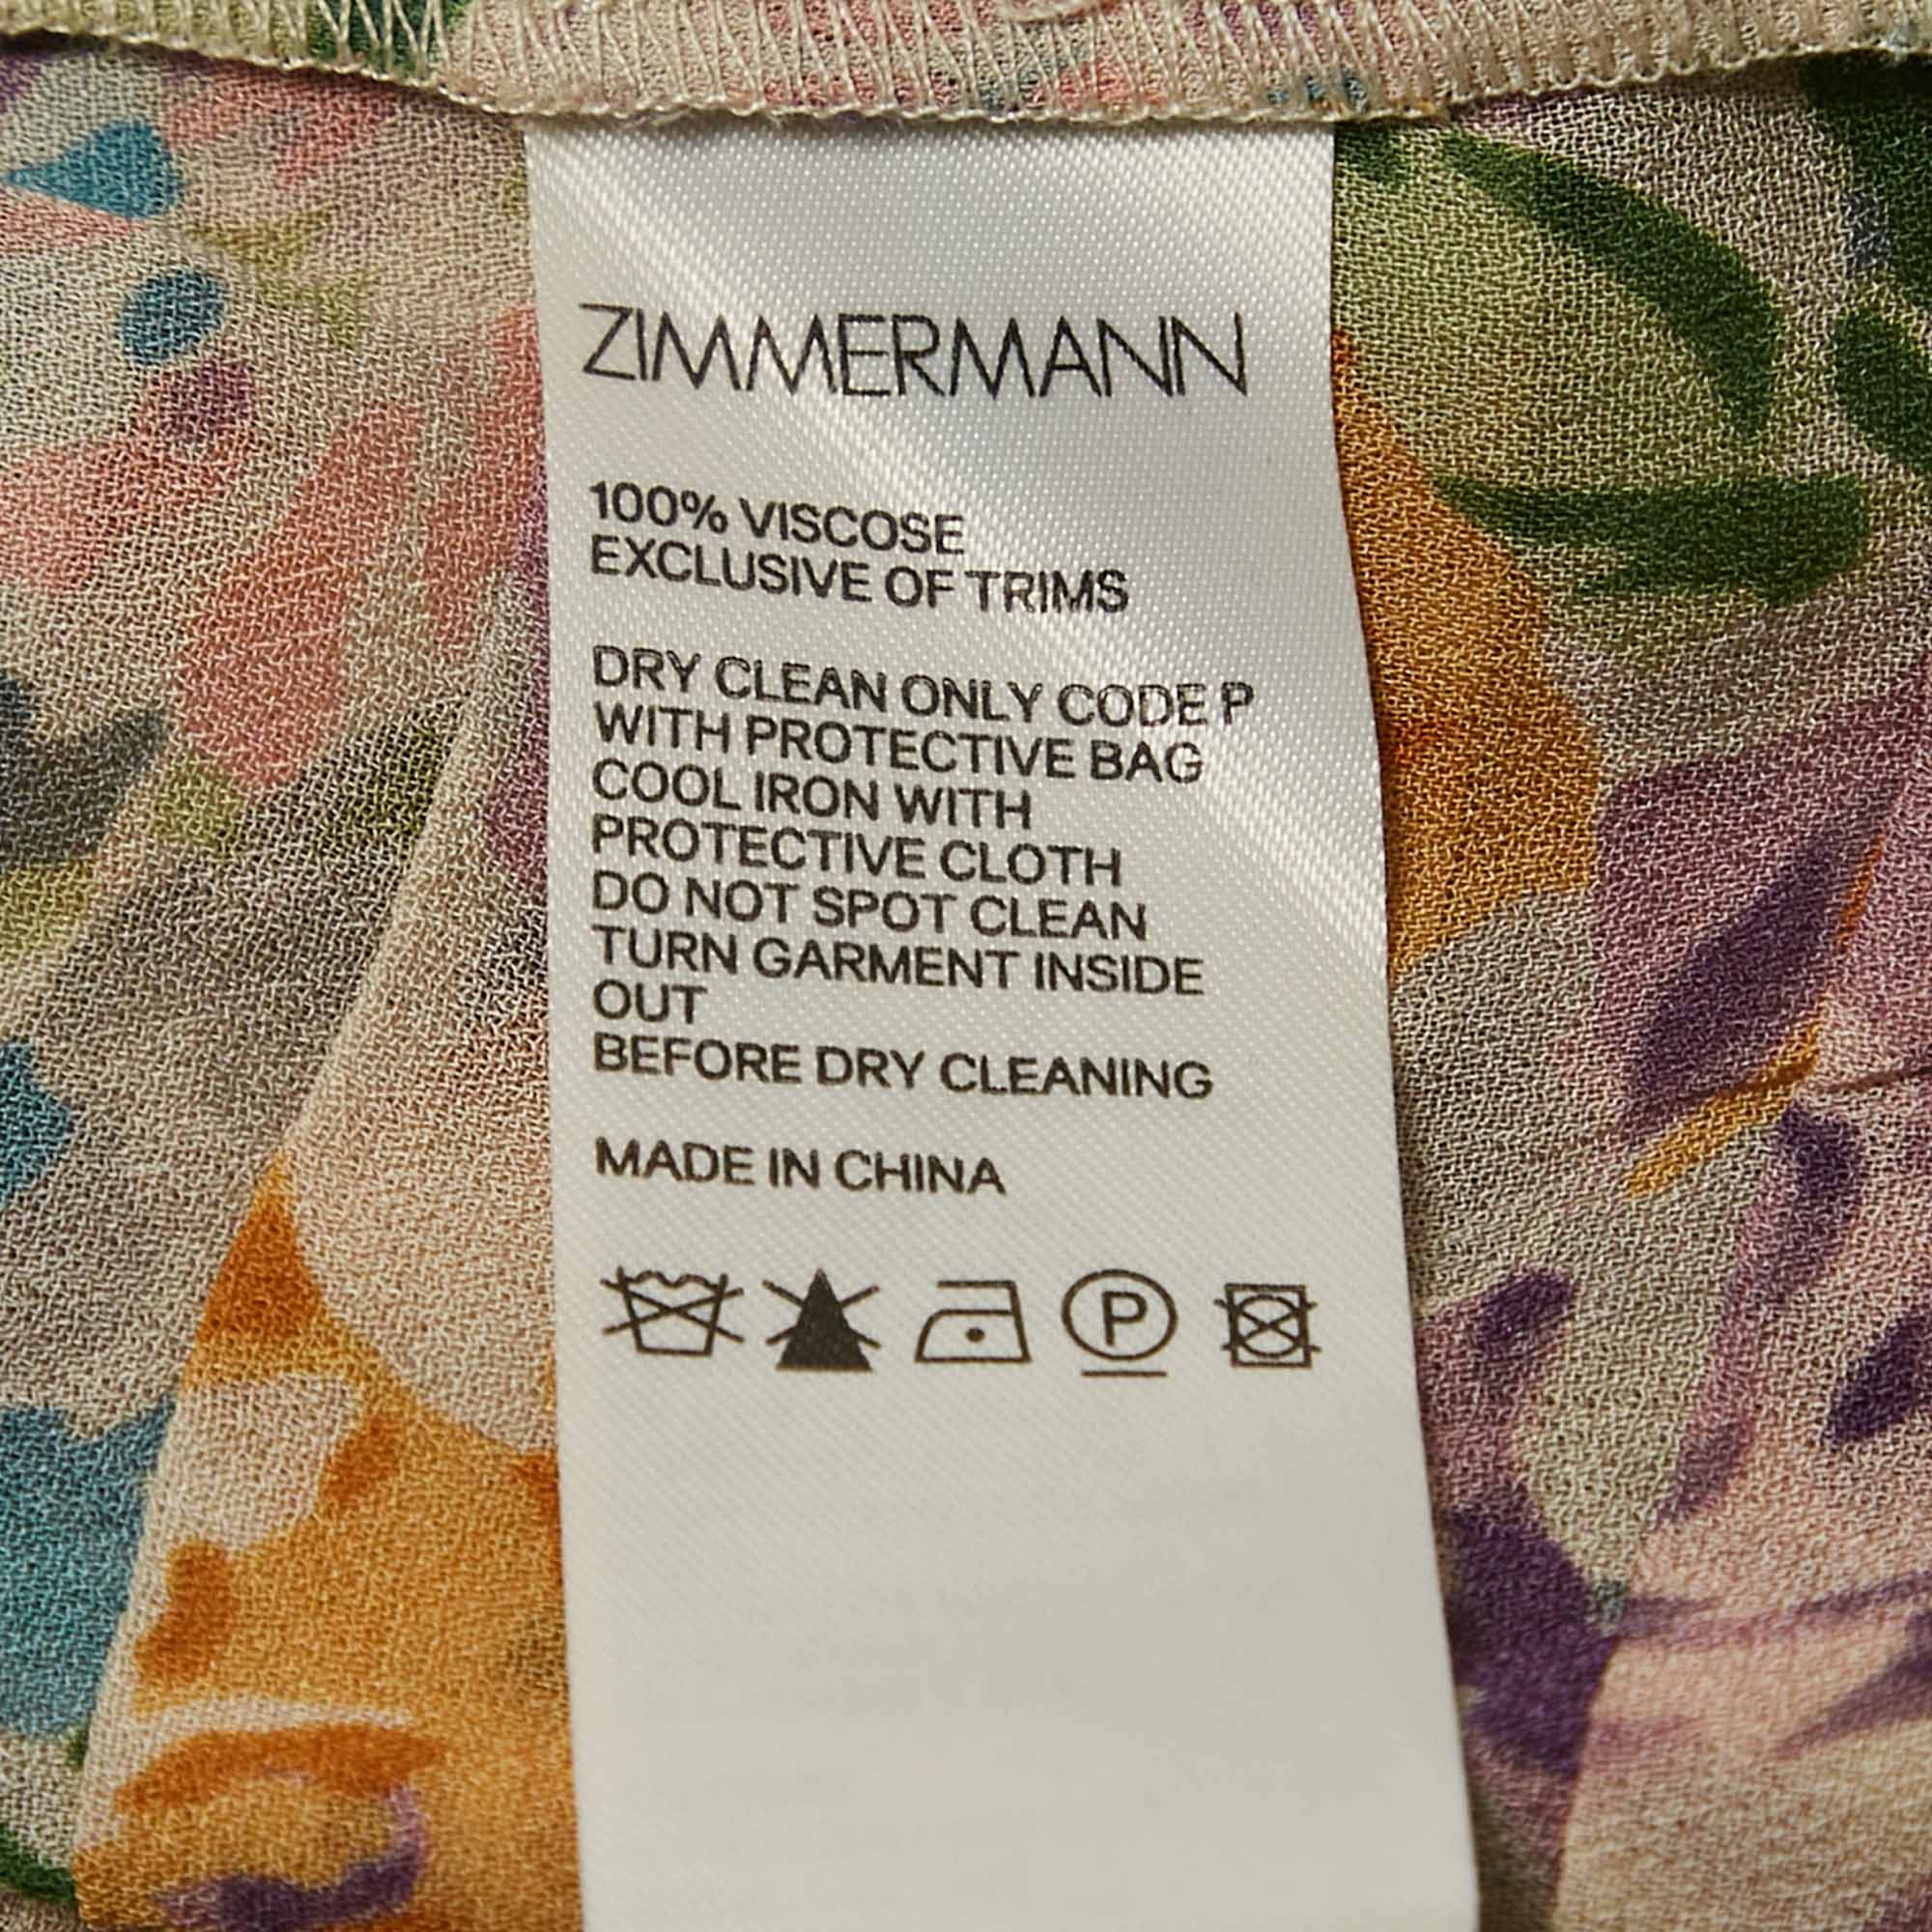 ZIMMERMANN
100% VISCOSE
EXCLUSIVE OF TRIMS
DRY CLEAN ONLY CODE P
WITH PROTECTIVE BAG
COOL IRON WITH
PROTECTIVE CLOTH
DO NOT SPOT CLEAN
TURN GARMENT INSIDE
OUT
BEFORE DRY CLEANING
MADE IN CHINA
P